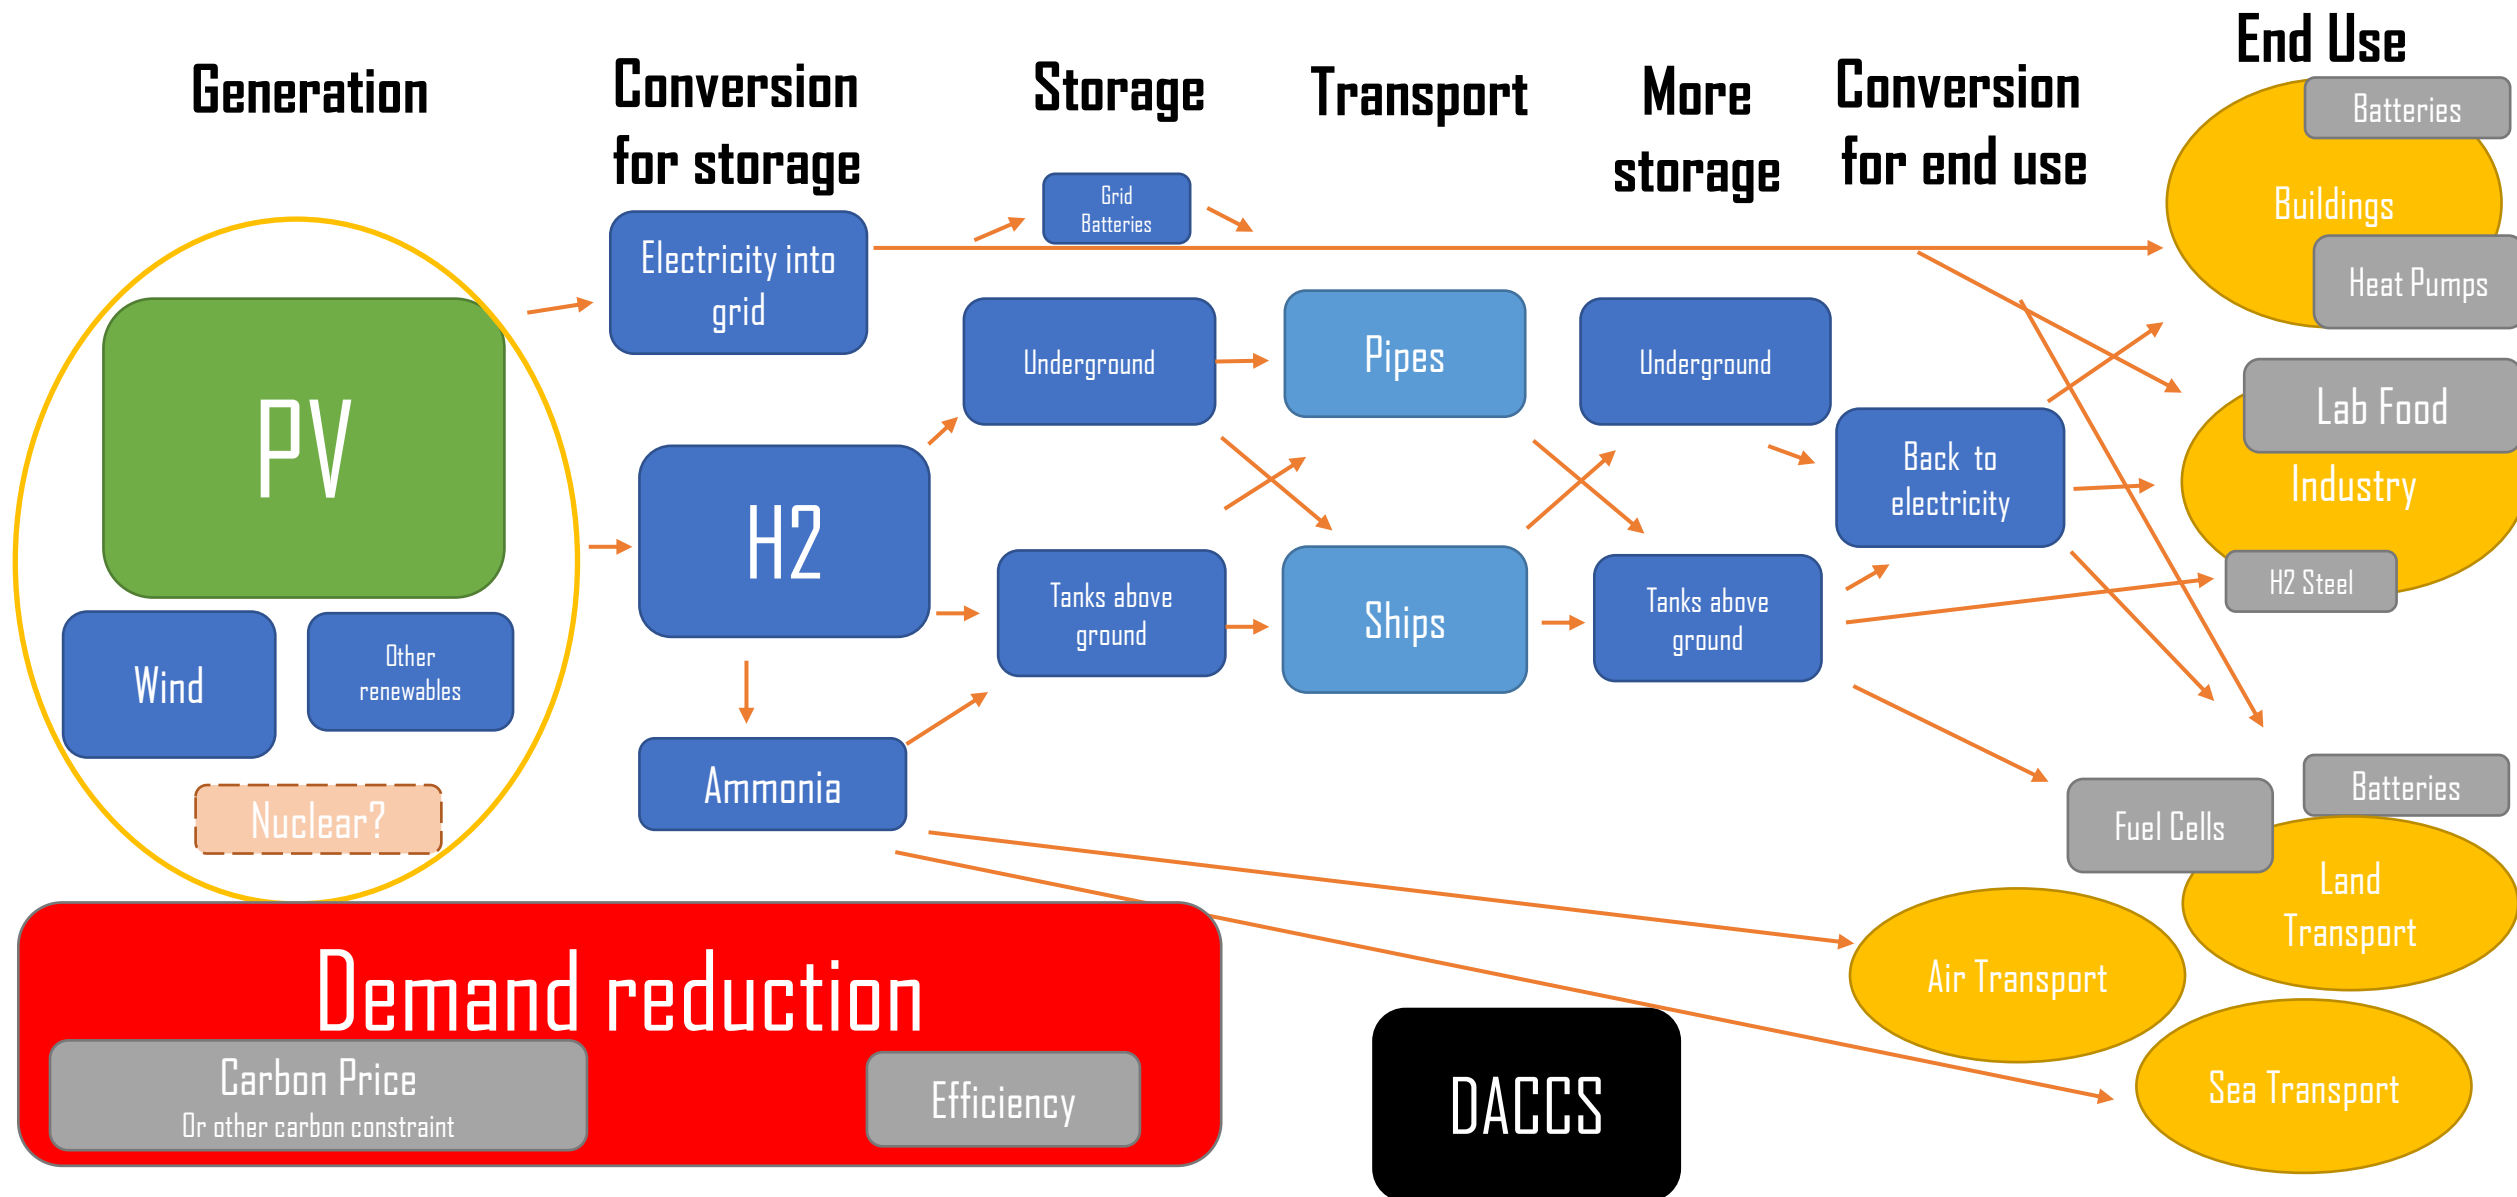 Generation
Conversion
for storage
Storage
Transport
More
storage
Conversion
for end use
End Use
PV
Wind
Other
renewables
Nuclear?
Electricity into
grid
H2
Ammonia
Grid
Batteries
Underground
Tanks above
ground
Pipes
Ships
Underground
Tanks above
ground
Back to
electricity
Batteries
Buildings
Heat Pumps
Lab Food
Industry
H2 Steel
Batteries
Fuel Cells
Land
Transport
Air Transport
Sea Transport
Demand reduction
Carbon Price
Or other carbon constraint
Efficiency
DACCS